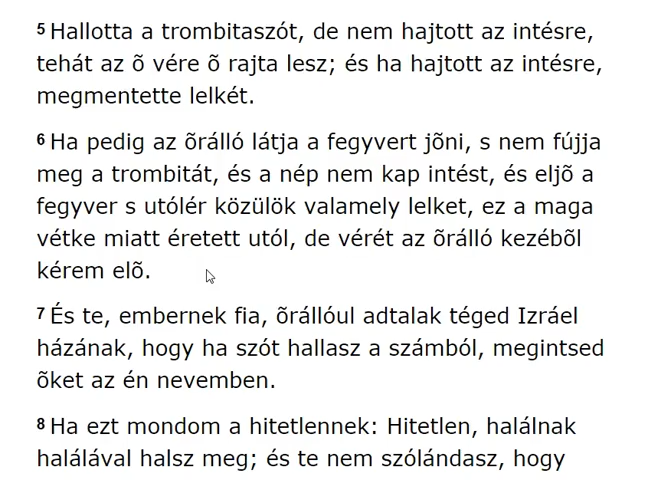 5 Hallotta a trombitaszót, de nem hajtott az intésre,
tehát az õ vére õ rajta lesz; és ha hajtott az intésre,
megmentette lelkét.
6 Ha pedig az õrálló látja a fegyvert jõni, s nem fújja
meg a trombitát, és a nép nem kap intést, és eljõ a
fegyver s utólér közülök valamely lelket, ez a maga
vétke miatt éretett utól, de vérét az õrálló kezébõl
kérem elõ.
7 És te, embernek fia, õrállóul adtalak téged Izráel
házának, hogy ha szót hallasz a számból, megintsed
õket az én nevemben.
8 Ha ezt mondom a hitetlennek: Hitetlen, halálnak
halálával halsz meg; és te nem szólándasz, hogy